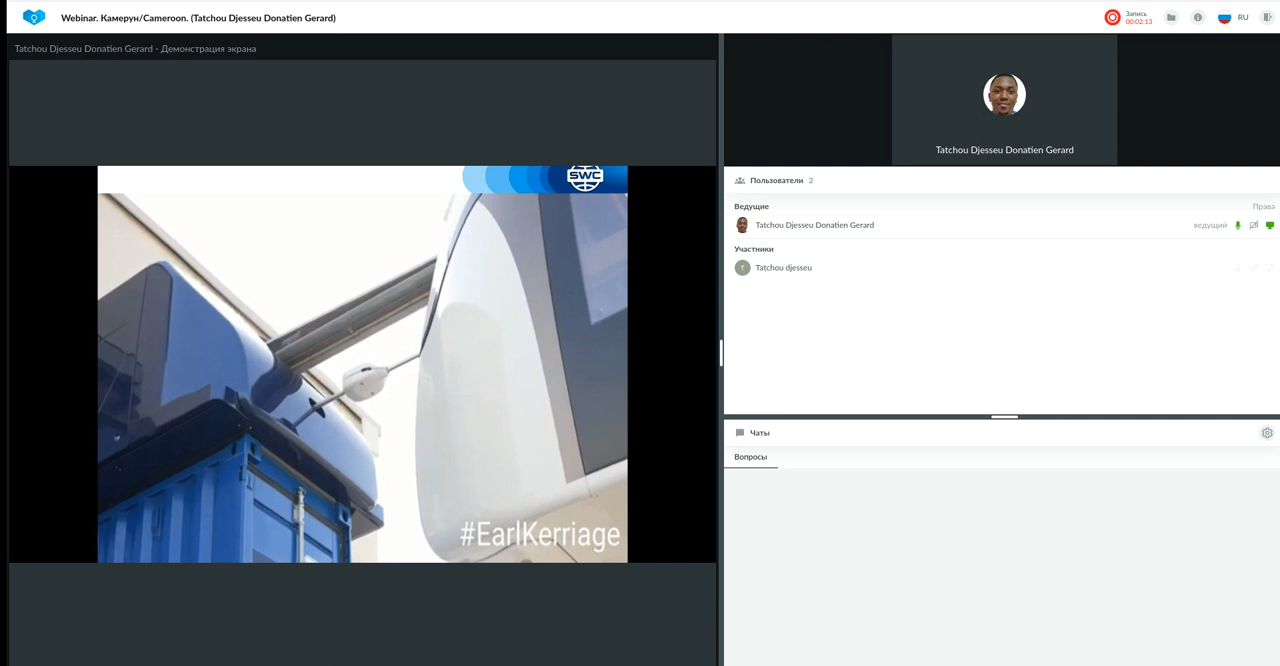 Webinar. Камерун/Cameroon. (Tatchou Djesseu Donatien Gerard)
Запись
00:02:13
RU
Tatchou Djesseu Donatien Gerard - Демонстрация экрана
SWC
#EarlKerriage
Tatchou Djesseu Donatien Gerard
Пользователи 2
Ведущие Права
Tatchou Djesseu Donatien Gerard ведущий
Участники
T Tatchou djesseu
Чаты
Вопросы